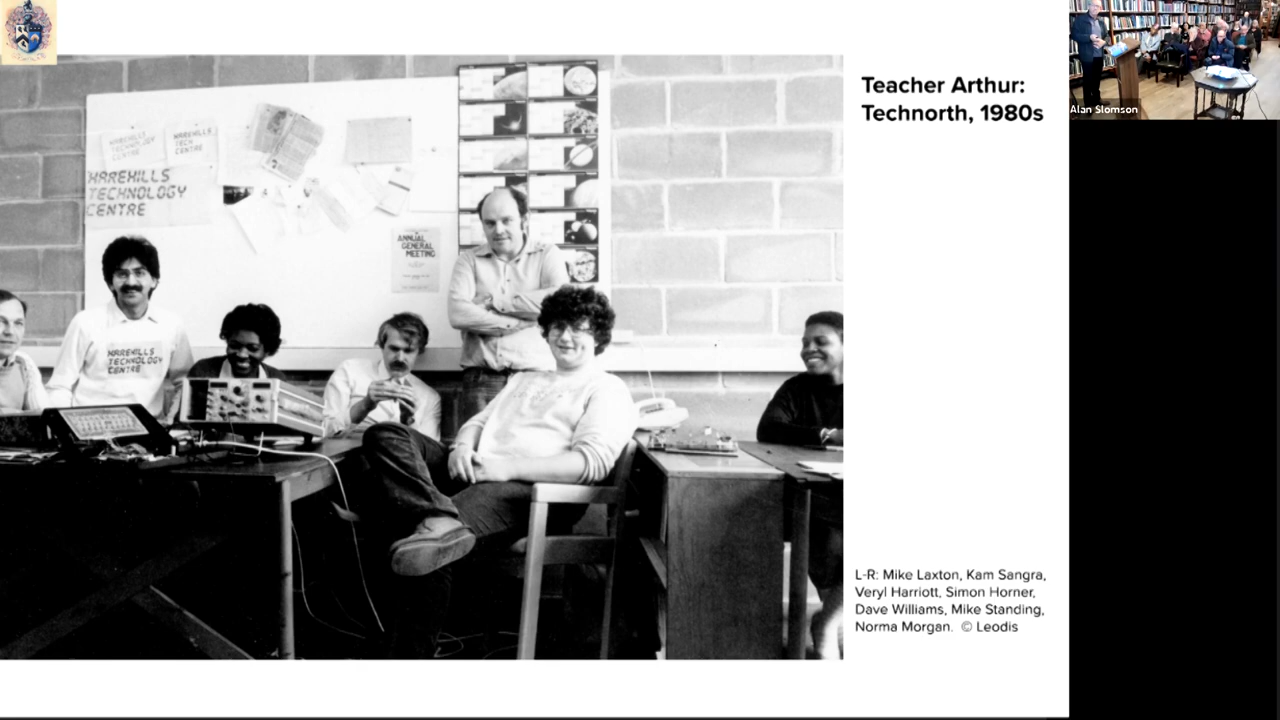 Teacher Arthur:
Technorth, 1980s
Alan Slomson
HAREHILLS
TECHNOLOGY
CENTRE
HAREHILLS
TECH
CENTRE
HAREHILLS
TECHNOLOGY
CENTRE
ANNUAL
GENERAL
MEETING
HAREHILLS
TECHNOLOGY
CENTRE
L-R: Mike Laxton, Kam Sangra,
Veryl Harriott, Simon Horner,
Dave Williams, Mike Standing,
Norma Morgan. © Leodis